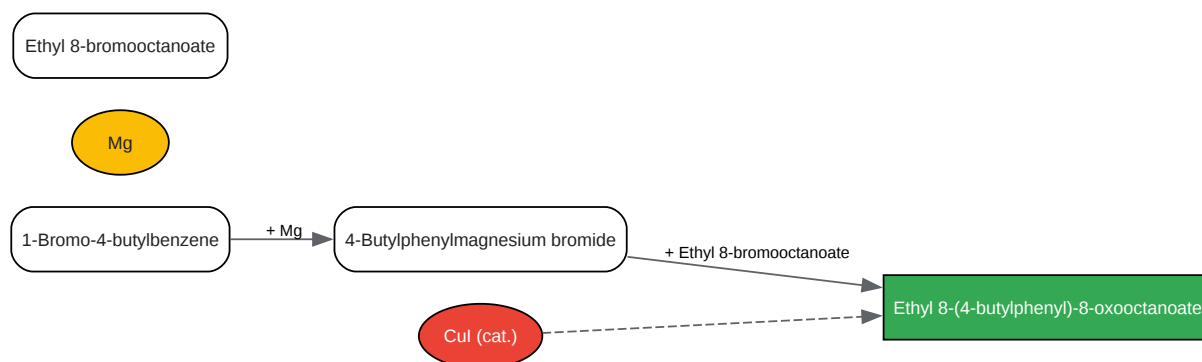 Ethyl 8-bromooctanoate
Mg
1-Bromo-4-butylbenzene
+ Mg
4-Butylphenylmagnesium bromide
+ Ethyl 8-bromooctanoate
Ethyl 8-(4-butylphenyl)-8-oxooctanoate
CuI (cat.)